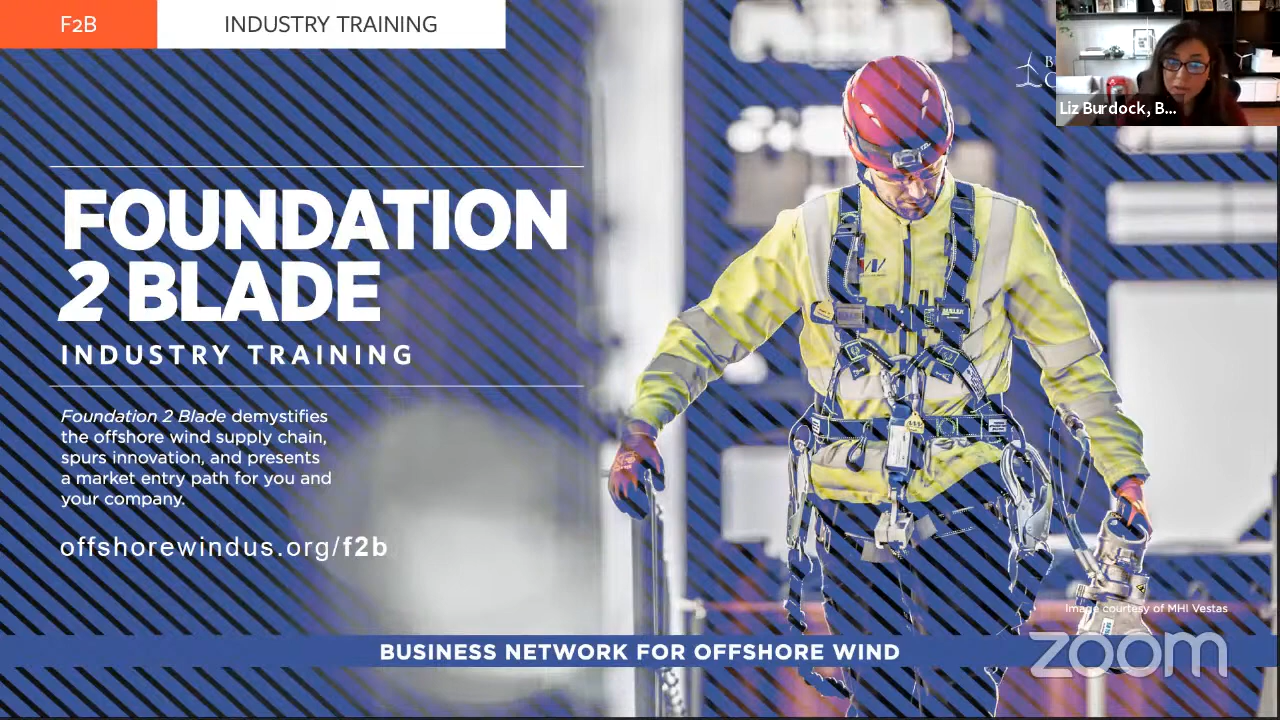 F2B
INDUSTRY TRAINING
Liz Burdock, B...
FOUNDATION
2 BLADE
INDUSTRY TRAINING
Foundation 2 Blade demystifies
the offshore wind supply chain,
spurs innovation, and presents
a market entry path for you and
your company.
offshorewindus.org/f2b
MILLER
Image courtesy of MHI Vestas
BUSINESS NETWORK FOR OFFSHORE WIND
zoom